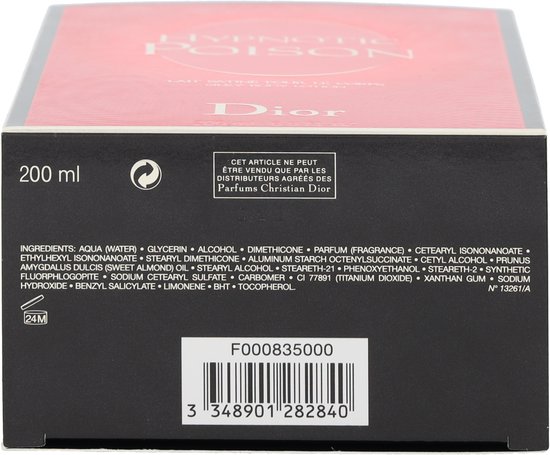 HYPNOTIC
POISON
Dior
200 ml
CET ARTICLE NE PEUT
ÊTRE VENDU QUE PAR LES
DISTRIBUTEURS AGRÉÉS DES
Parfums Christian Dior
INGREDIENTS: AQUA (WATER) • GLYCERIN • ALCOHOL • DIMETHICONE • PARFUM (FRAGRANCE) • CETEARYL ISONONANOATE •
ETHYLHEXYL ISONONANOATE • STEARYL DIMETHICONE • ALUMINUM STARCH OCTENYLSUCCINATE • CETYL ALCOHOL • PRUNUS
AMYGDALUS DULCIS (SWEET ALMOND) OIL • STEARYL ALCOHOL • STEARETH-21 • PHENOXYETHANOL • STEARETH-2 • SYNTHETIC
FLUORPHLOGOPITE • SODIUM CETEARYL SULFATE • CARBOMER • CI 77891 (TITANIUM DIOXIDE) • XANTHAN GUM • SODIUM
HYDROXIDE • BENZYL SALICYLATE • LIMONENE • BHT • TOCOPHEROL.
N° 13261/A
24M
F000835000
3 348901 282840